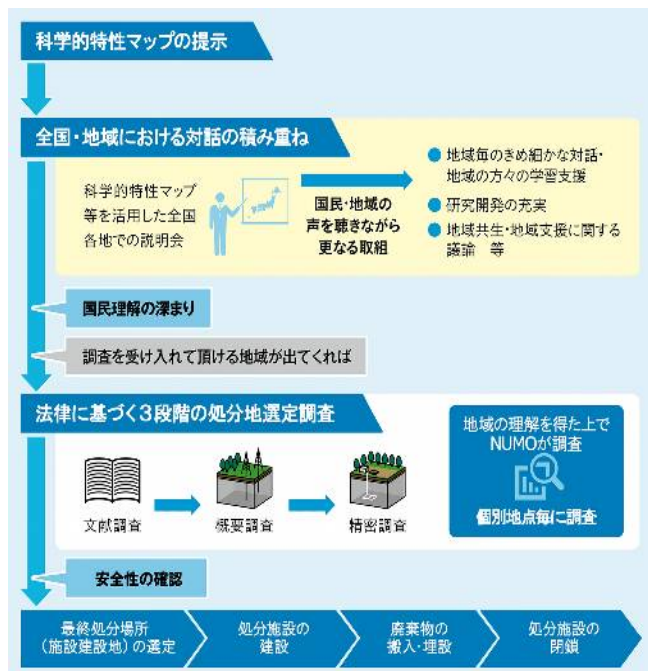 科学的特性マップの提示
全国・地域における対話の積み重ね
科学的特性マップ
等を活用した全国
各地での説明会
国民・地域の
声を聴きながら
更なる取組
● 地域毎のきめ細かな対話・
地域の方々の学習支援
● 研究開発の充実
● 地域共生・地域支援に関する
議論 等
国民理解の深まり
調査を受け入れて頂ける地域が出てくれば
法律に基づく3段階の処分地選定調査
文献調査
概要調査
精密調査
地域の理解を得た上で
NUMOが調査
個別地点毎に調査
安全性の確認
最終処分場所
(施設建設地)の選定
処分施設の
建設
廃棄物の
搬入・埋設
処分施設の
閉鎖